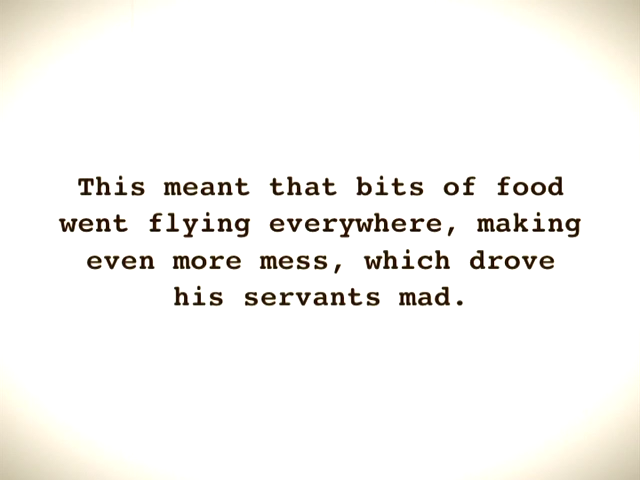 This meant that bits of food
went flying everywhere, making
even more mess, which drove
his servants mad.